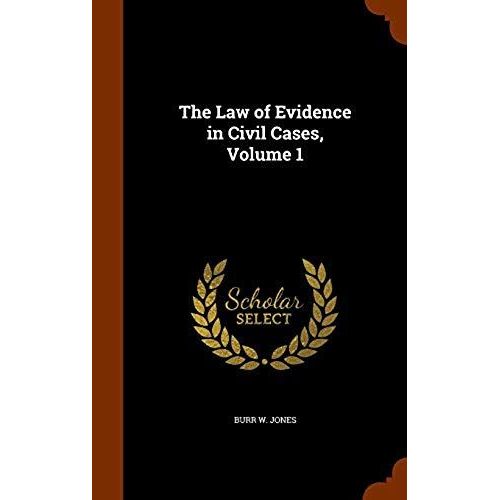 The Law of Evidence
in Civil Cases,
Volume 1
Scholar
SELECT
BURR W. JONES